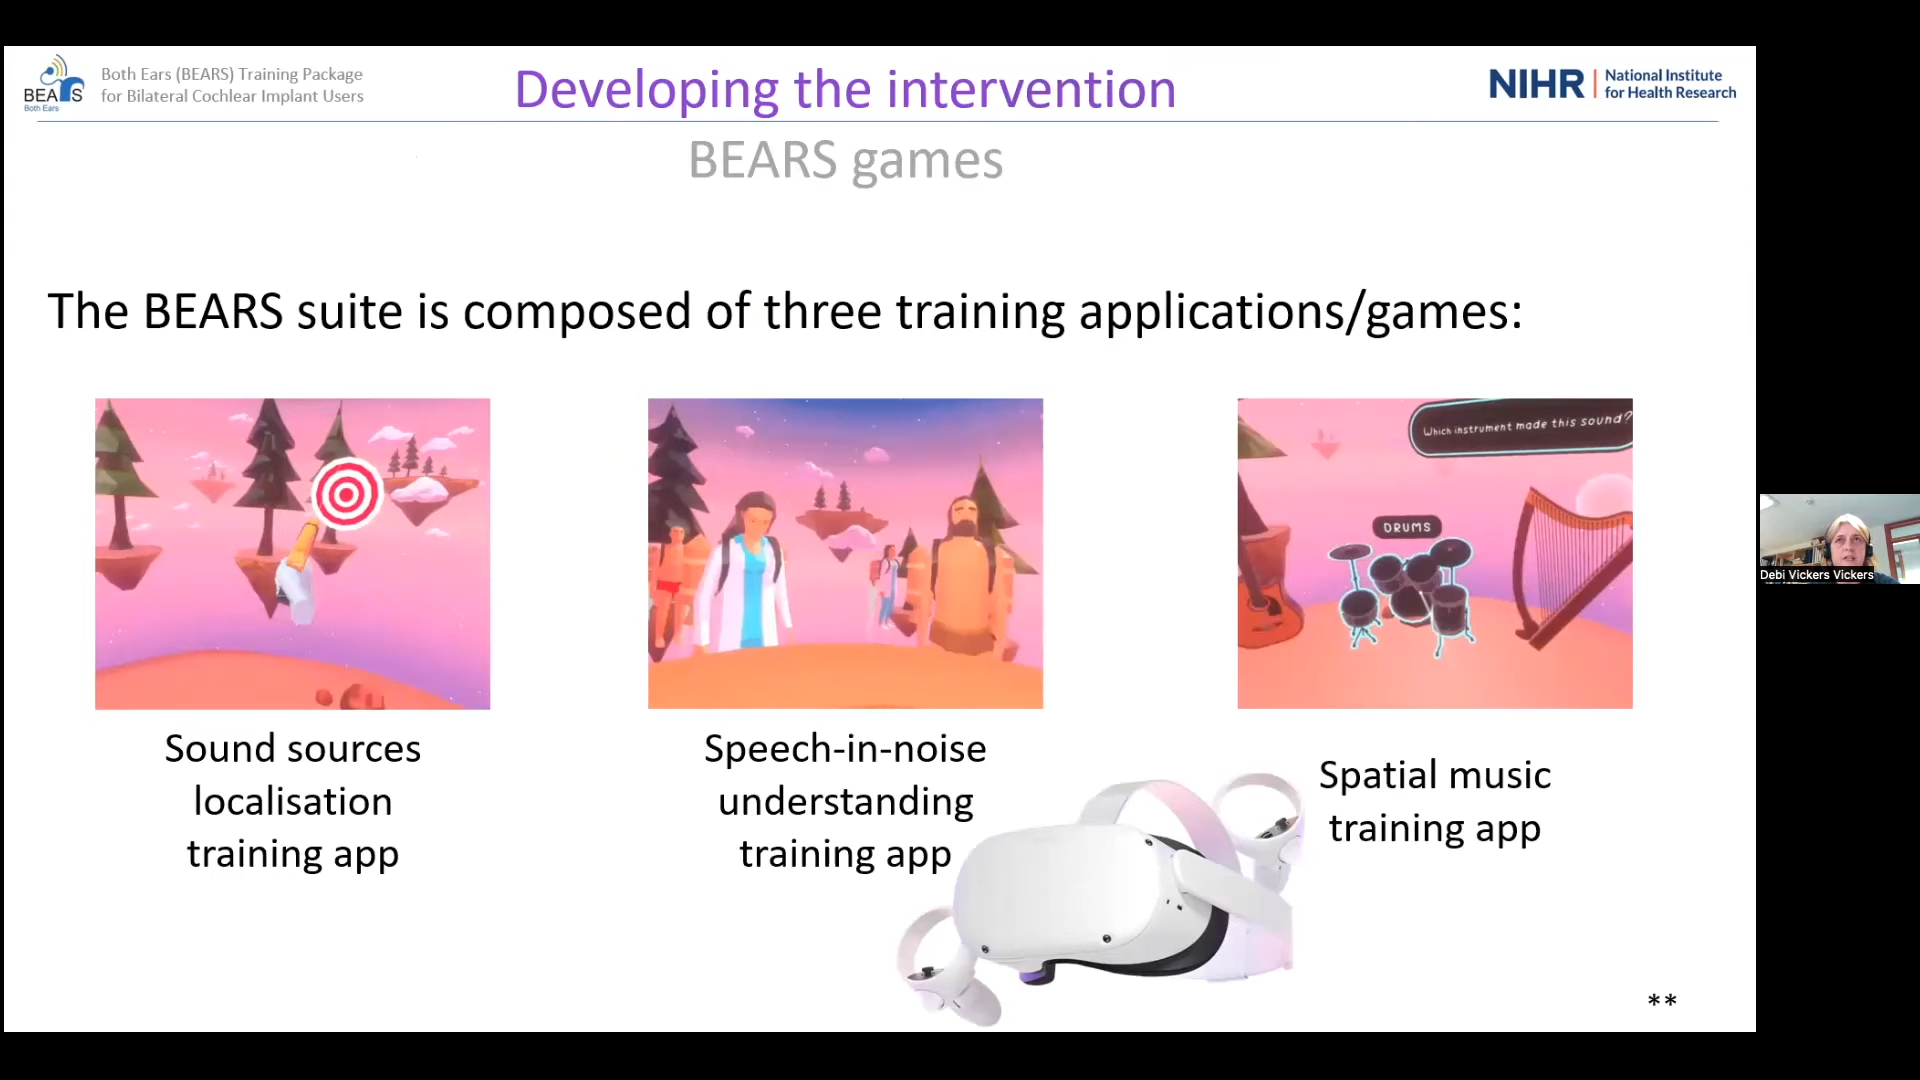 BEARS
Both Ears
Both Ears (BEARS) Training Package
for Bilateral Cochlear Implant Users
Developing the intervention
NIHR | National Institute
for Health Research
BEARS games
The BEARS suite is composed of three training applications/games:
Which instrument made this sound?
DRUMS
Sound sources
localisation
training app
Speech-in-noise
understanding
training app
Spatial music
training app
**
Debi Vickers Vickers